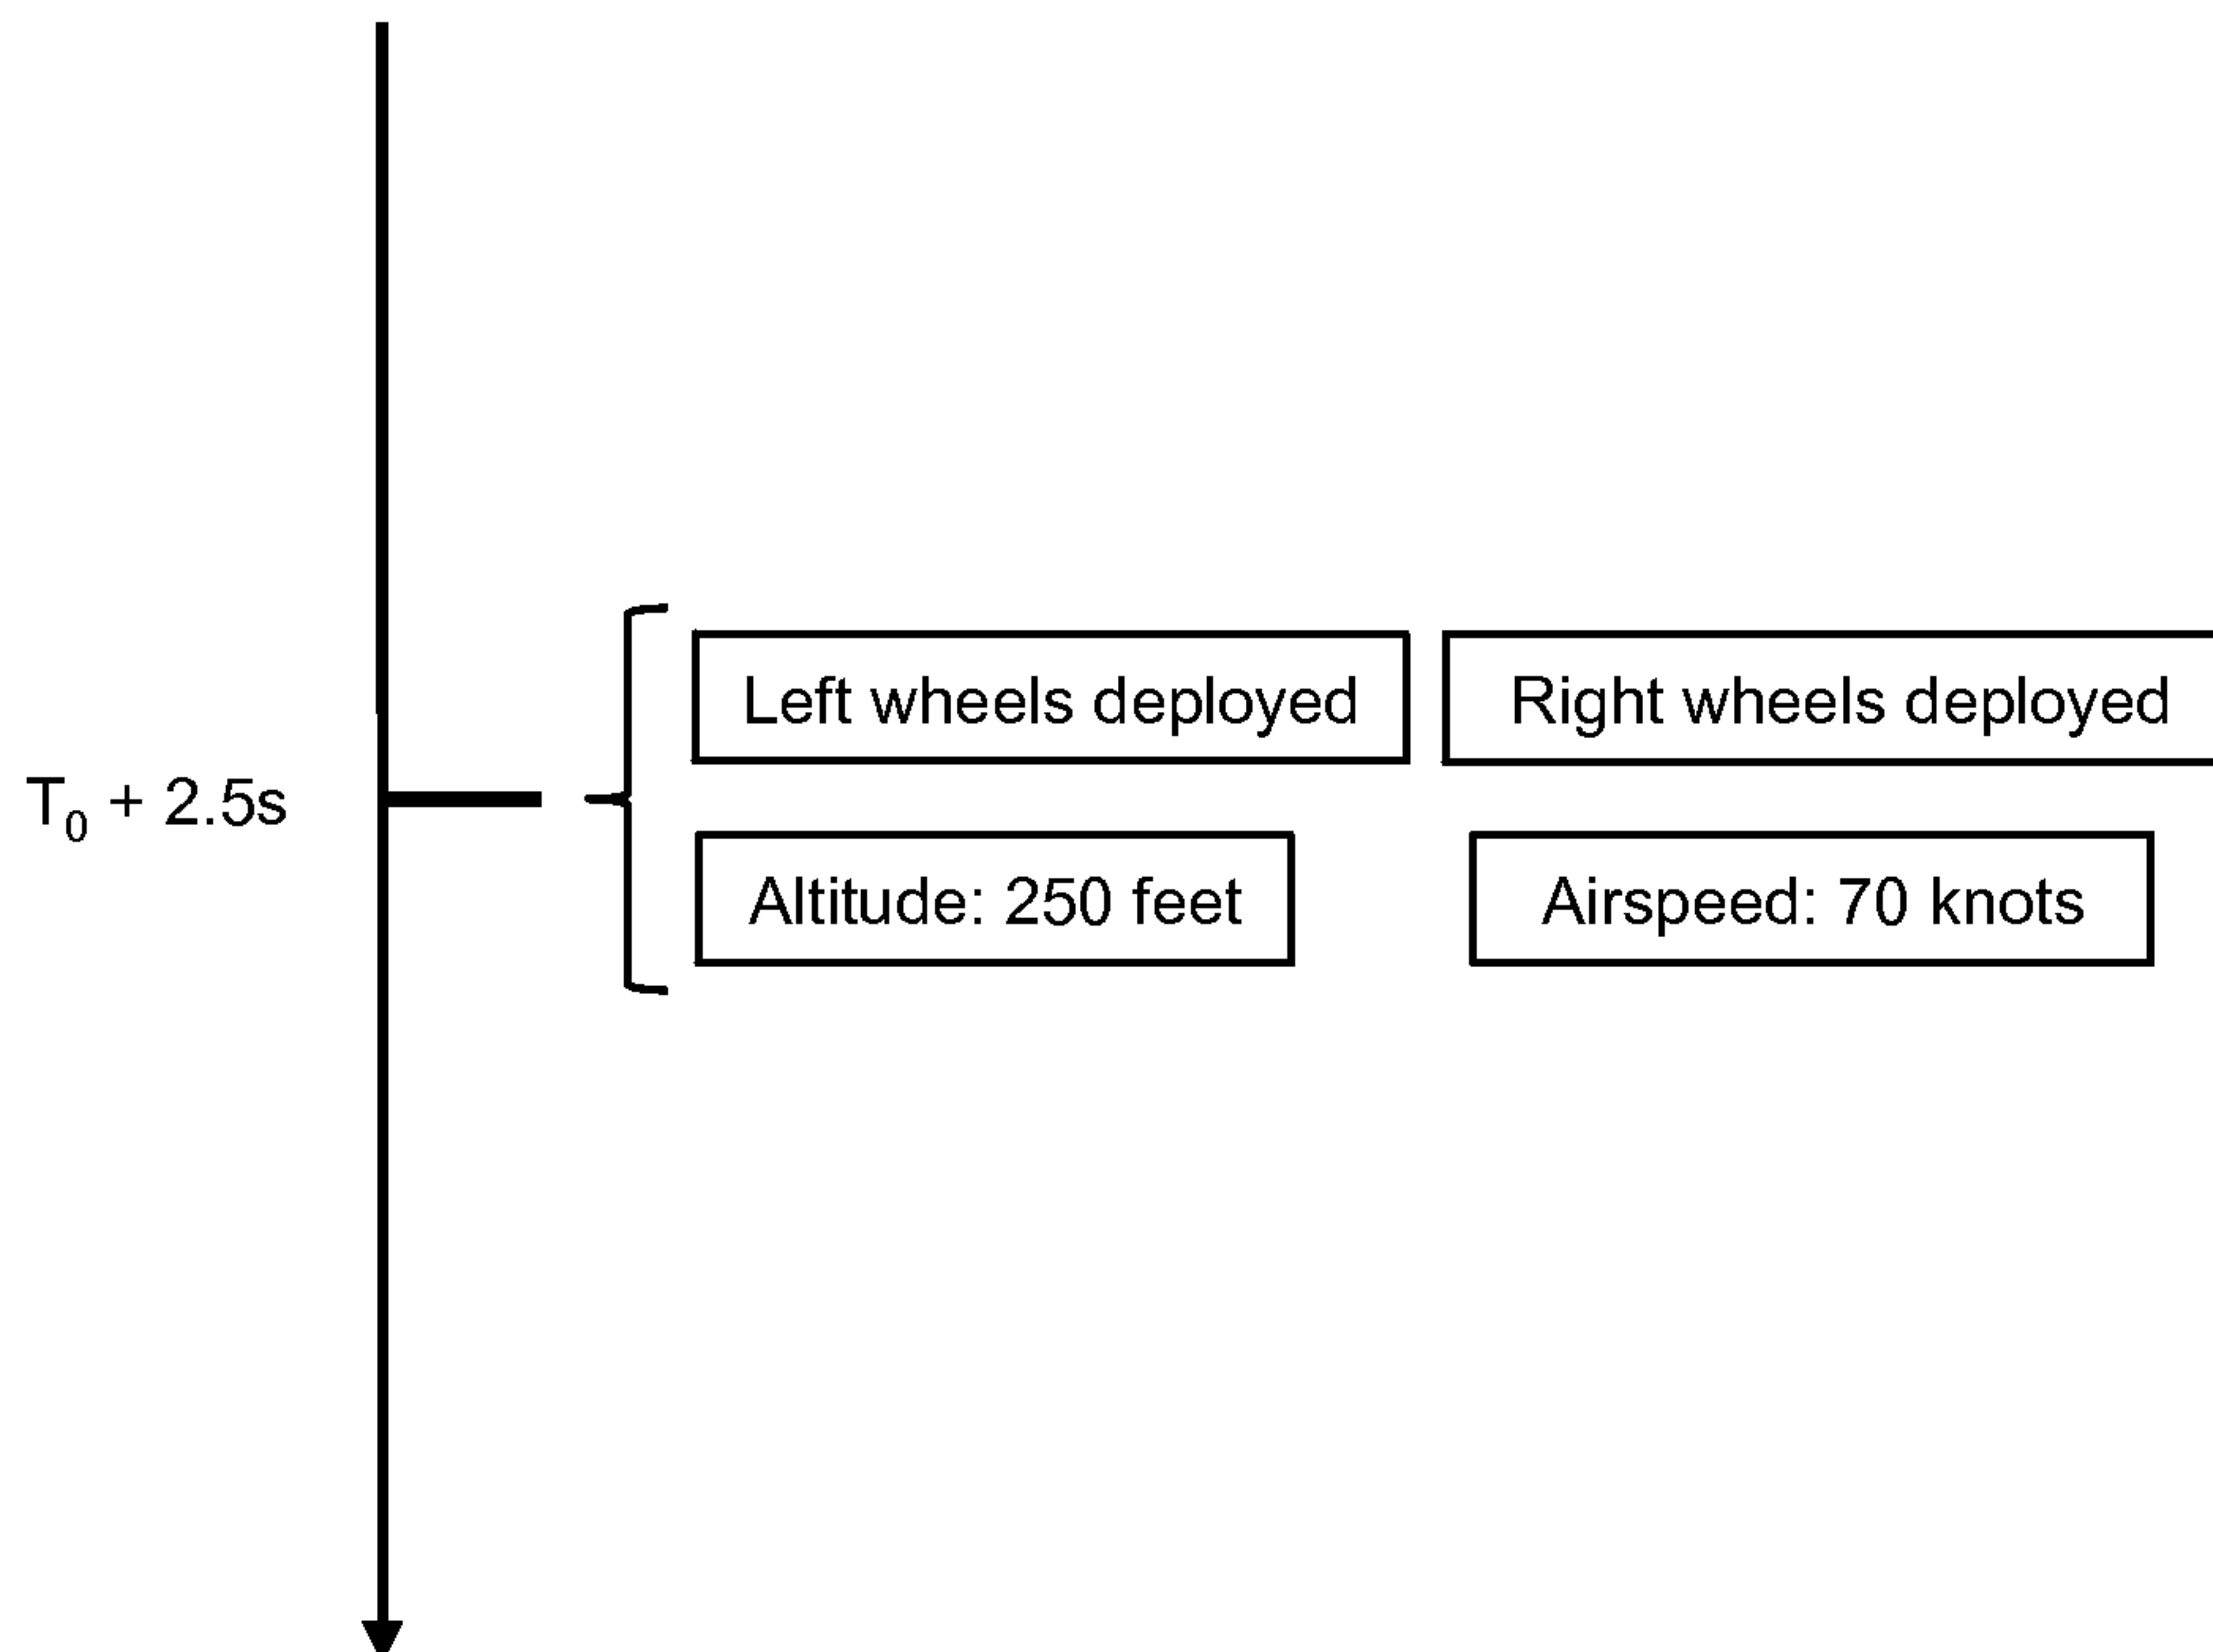 Left wheels deployed
Right wheels deployed
T₀ + 2.5s
Altitude: 250 feet
Airspeed: 70 knots